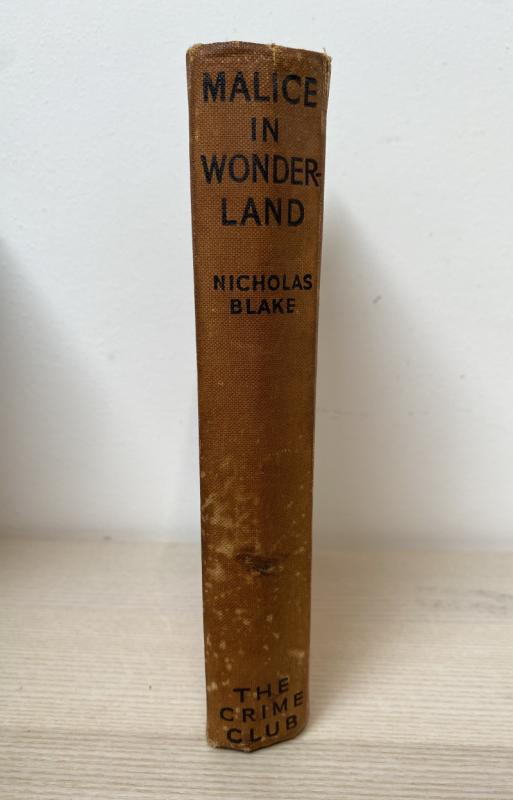 MALICE
IN
WONDER-
LAND
NICHOLAS
BLAKE
THE
CRIME
CLUB